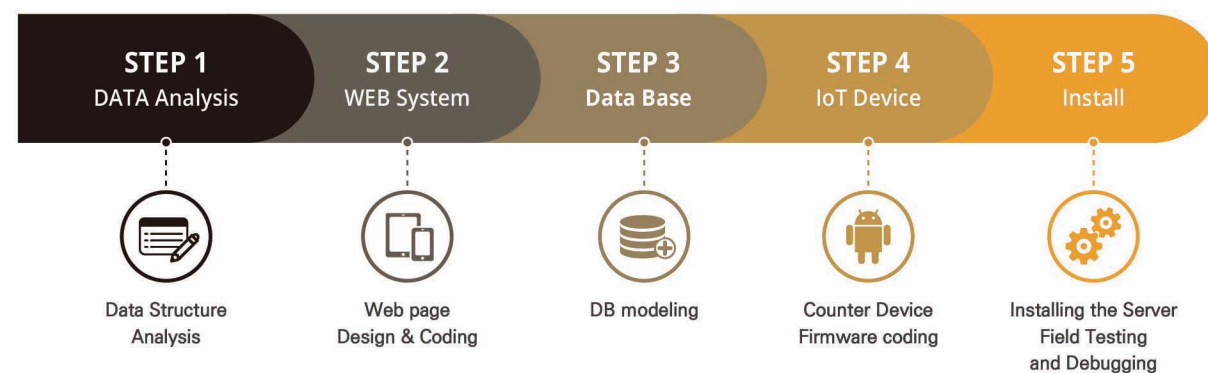 STEP 1
DATA Analysis
STEP 2
WEB System
STEP 3
Data Base
STEP 4
IoT Device
STEP 5
Install
Data Structure
Analysis
Web page
Design & Coding
DB modeling
Counter Device
Firmware coding
Installing the Server
Field Testing
and Debugging